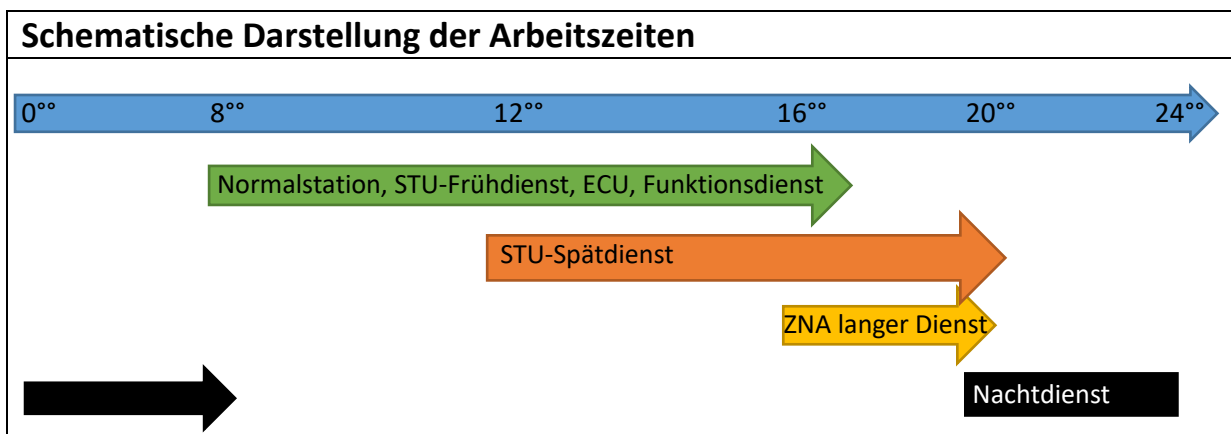 Schematische Darstellung der Arbeitszeiten
0°° 8°° 12°° 16°° 20°° 24°°
Normalstation, STU-Frühdienst, ECU, Funktionsdienst
STU-Spätdienst
ZNA langer Dienst
Nachtdienst